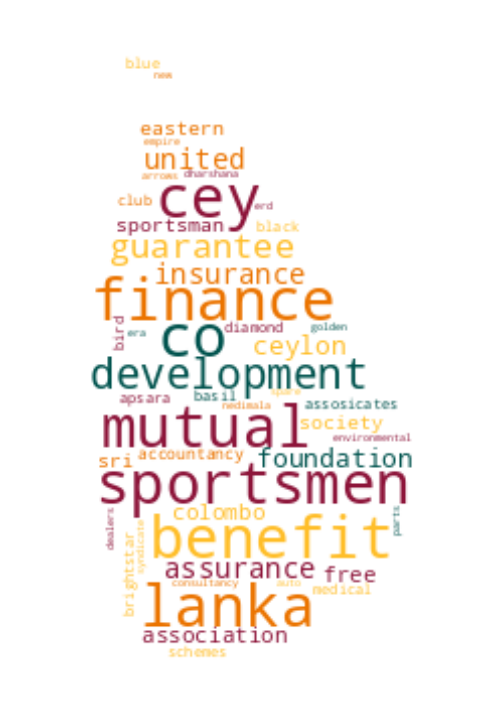 blue
new
eastern
empire
united
arrows dharshana
club cey erd
sportsman black
guarantee
insurance
finance
bird era co diamond golden
ceylon
development
apsara basil spare
nedimala assosicates
mutual society
environmental
sri accountancy foundation
sportsmen
dealers colombo parts
brightstar syndicate benefit
assurance free
consultancy auto medical
lanka
association
schemes